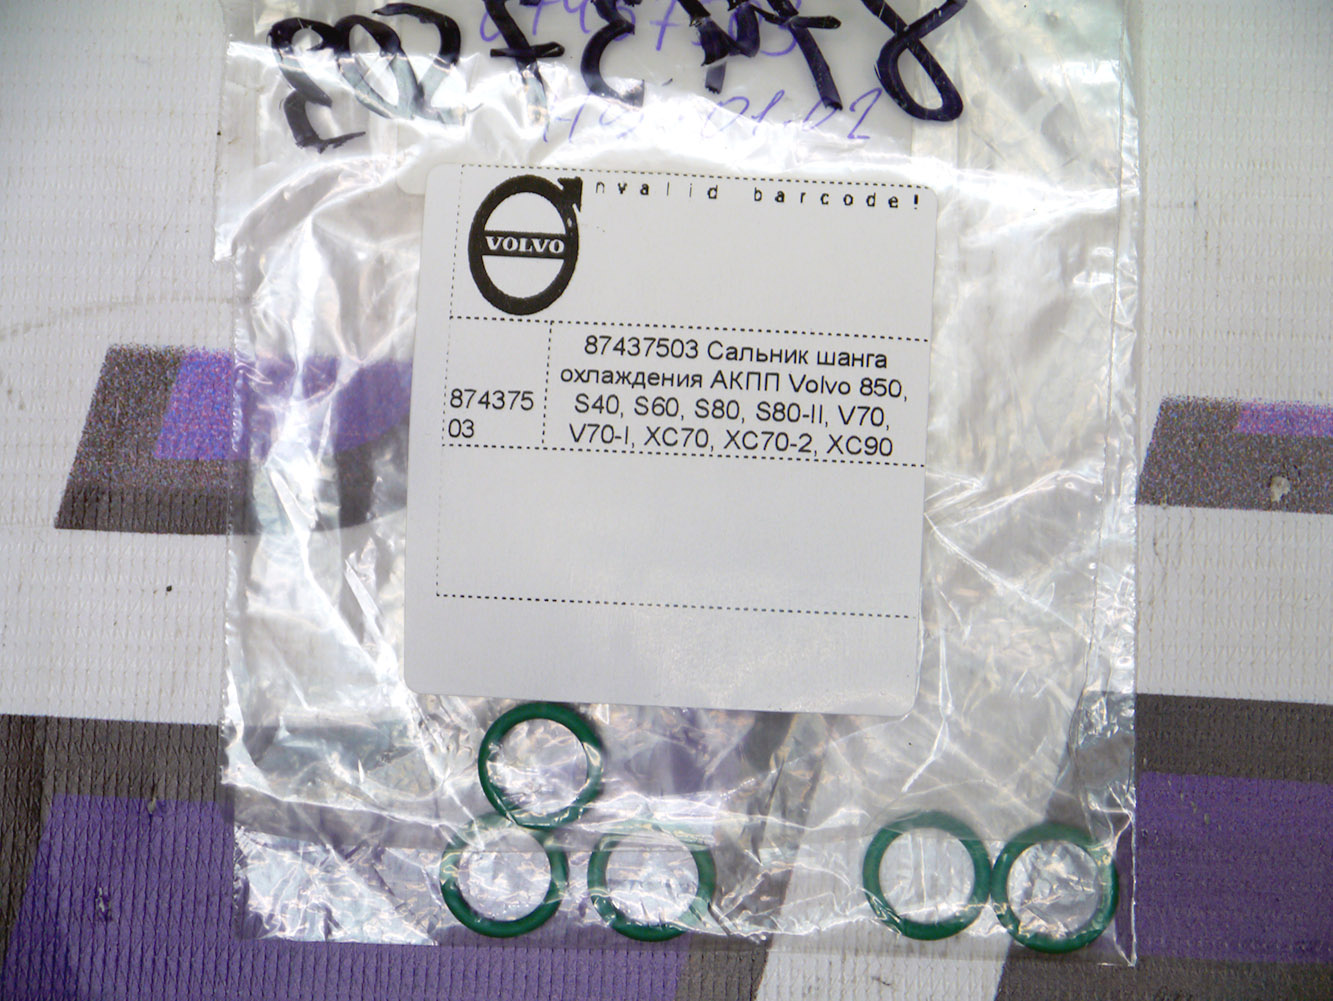 87437503
nvalid barcode!
VOLVO
87437503 Сальник шанга
охлаждения АКПП Volvo 850,
S40, S60, S80, S80-II, V70,
V70-I, XC70, XC70-2, XC90
874375
03